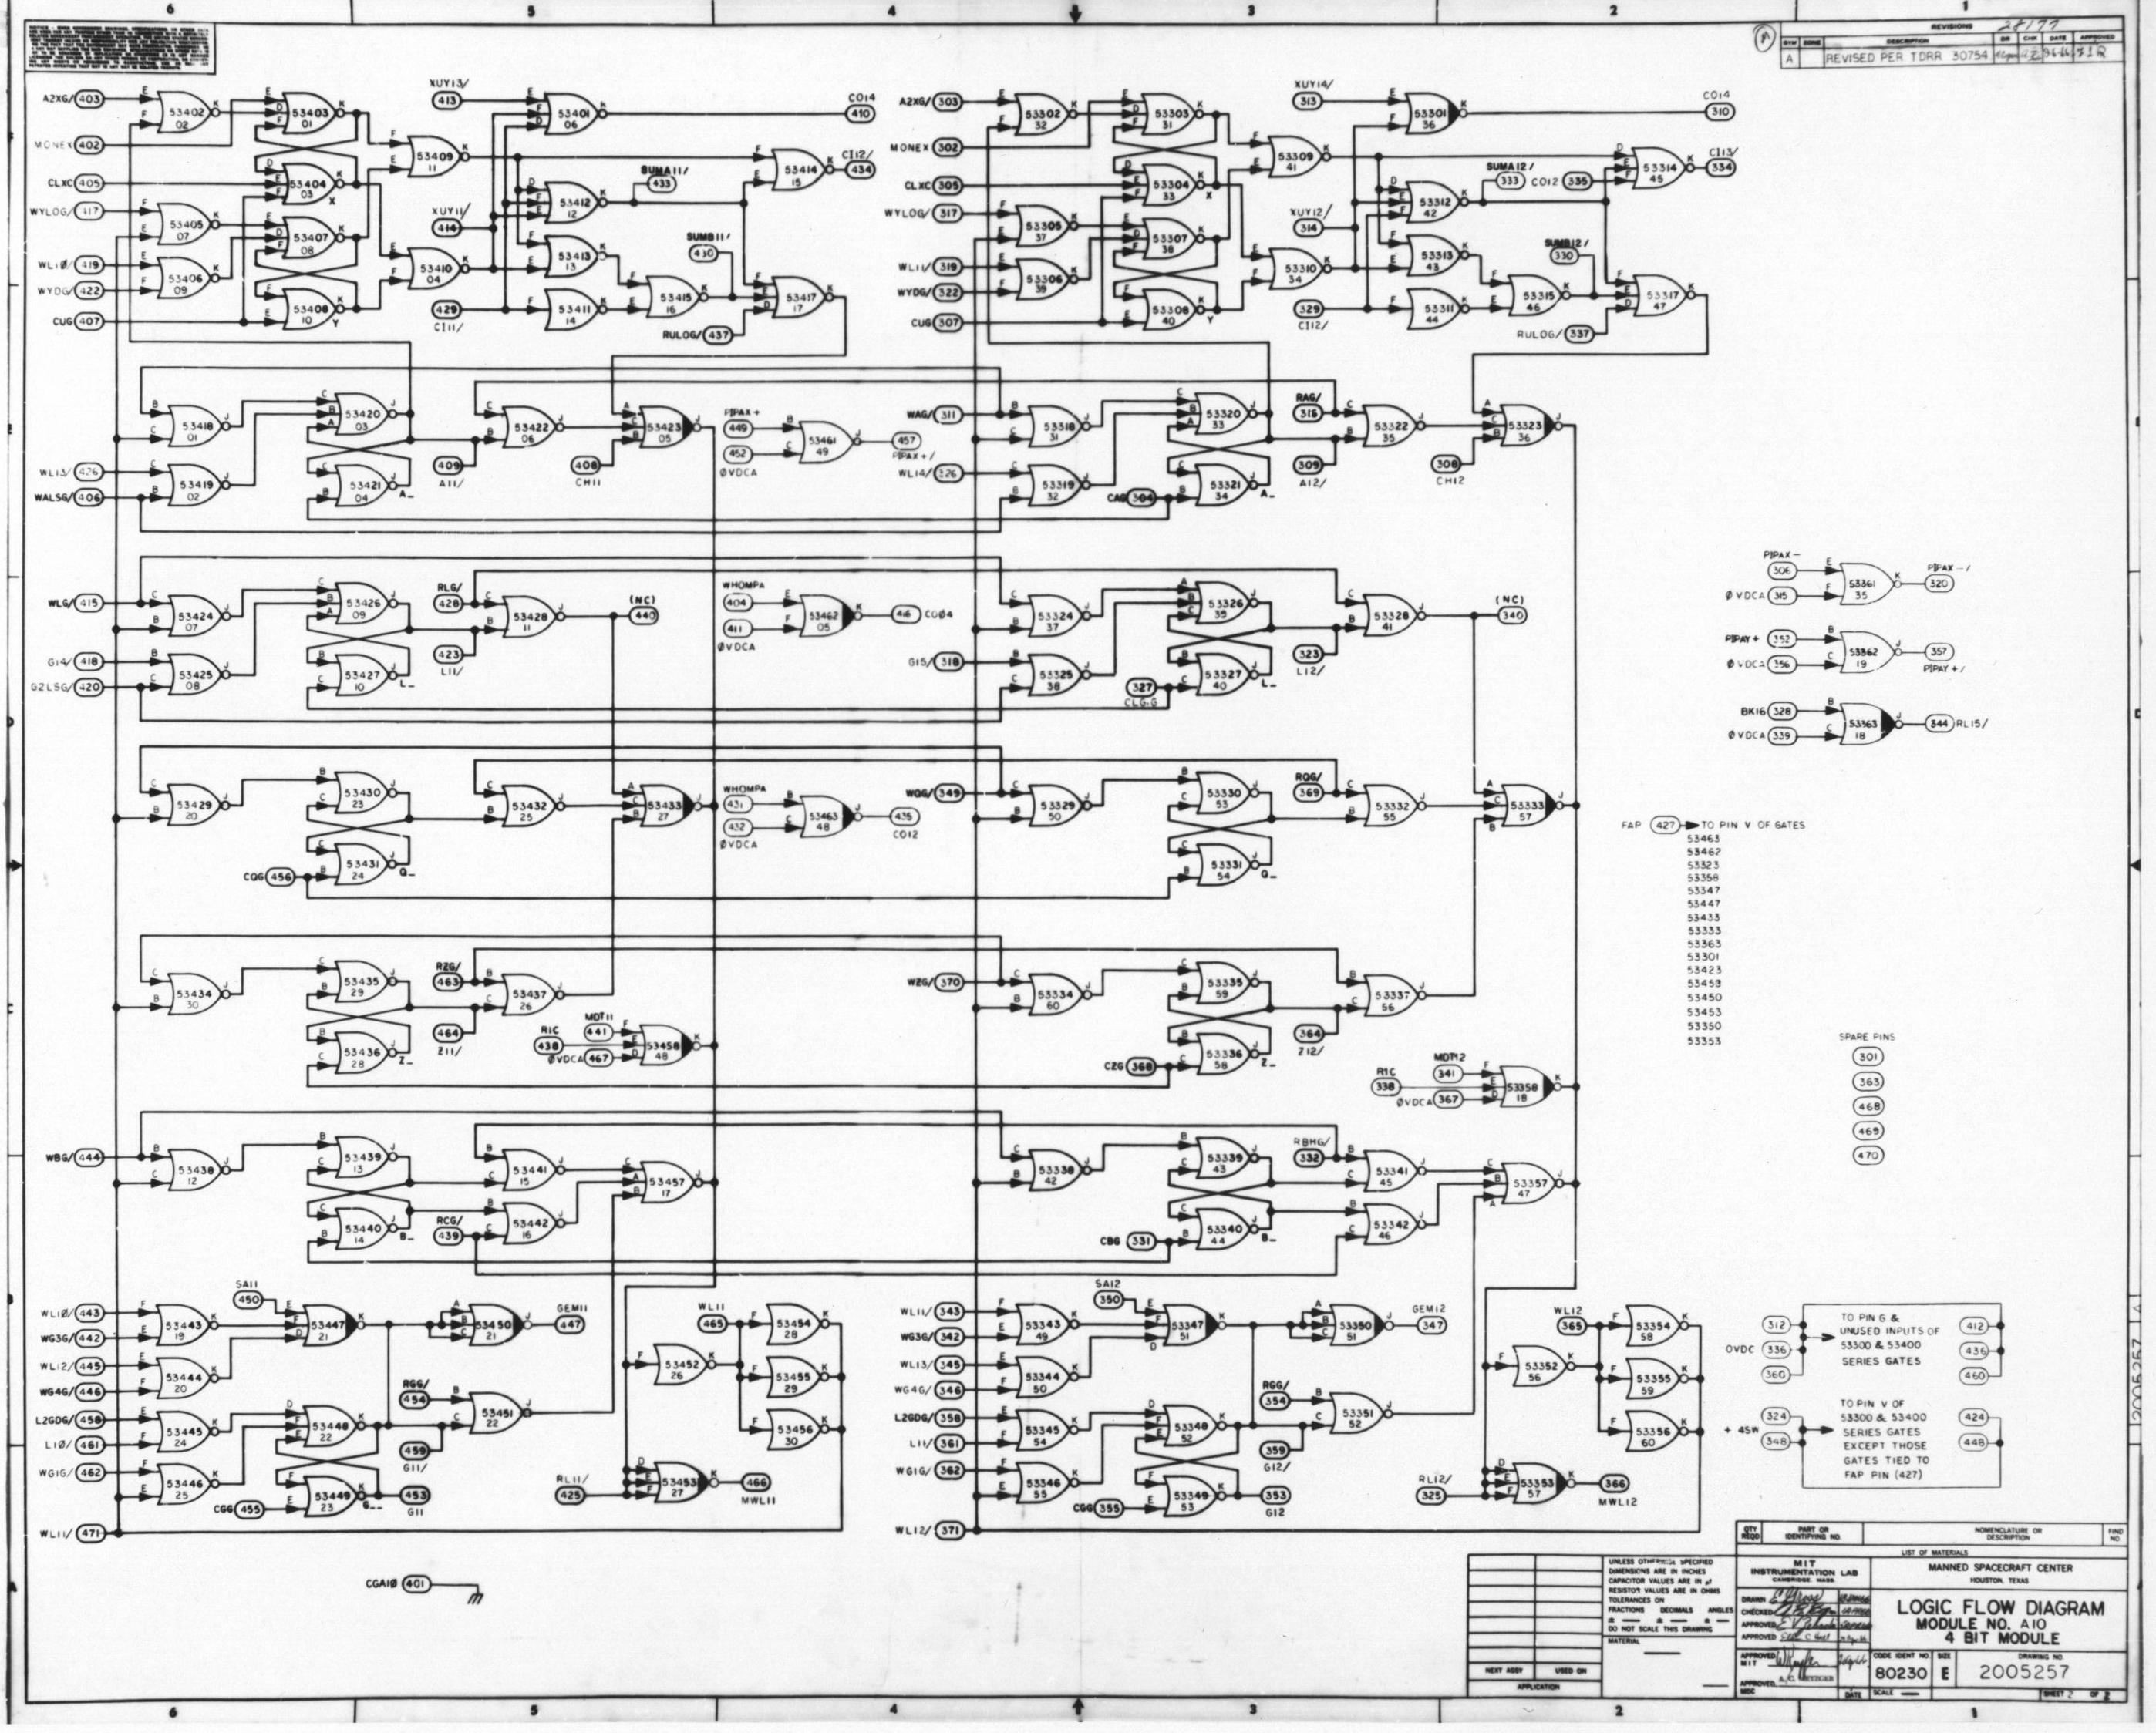 6 5 4 3 2 1
REVISIONS
28177
SYM ZONE DESCRIPTION DR CHK DATE APPROVED
A REVISED PER TDRR 30754
A
A2XG/ 403
MONEX 402
CLXC 405
WYLOG/ 417
WL1Ø/ 419
WYDG/ 422
CUG 407
53402 02
53403 01
53404 03 X
53405 07
53406 09
53407 08
53408 10 Y
53409 11
53410 04
XUY13/ 413
XUY11/ 414
429 CI11/
53401 06
53412 12
53413 13
53411 14
53415 16
53414 15
53417 17
SUMA11/ 433
SUMB11/ 430
RULOG/ 437
CO14 410
CI12/ 434
A2XG/ 303
MONEX 302
CLXC 305
WYLOG/ 317
WL11/ 319
WYDG/ 322
CUG 307
53302 32
53303 31
53304 33 X
53305 37
53306 39
53307 38
53308 40 Y
53309 41
53310 34
XUY14/ 313
XUY12/ 314
329 CI12/
53301 36
53312 42
53313 43
53311 44
53315 46
53314 45
53317 47
SUMA12/ 333
CO12 335
SUMB12/ 330
RULOG/ 337
CO14 310
CI13/ 334
WL13/ 426
WALSG/ 406
53418 01
53419 02
53420 03
53421 04 A_
53422 06
53423 05
409 A11/
408 CH11
PIPAX+ 449
452 ØVDCA
53461 49
457 PIPAX+/
WAG/ 311
WL14/ 326
CAG 304
53318 31
53319 32
53320 33
53321 34 A_
RAG/ 316
309 A12/
53322 35
53323 36
308 CH12
WLG/ 415
G14/ 418
G2LSG/ 420
53424 07
53425 08
53426 09
53427 10 L_
RLG/ 428
423 L11/
53428 11
(NC) 440
WHOMPA 404
411 ØVDCA
53462 05
416 CO04
G15/ 318
53324 37
53325 38
53326 39
53327 40 L_
327 CLG1G
323 L12/
53328 41
(NC) 340
PIPAX- 306
ØVDCA 315
53361 35
PIPAX-/ 320
PIPAY+ 352
ØVDCA 356
53362 19
357 PIPAY+/
BK16 328
ØVDCA 339
53363 18
344 RL15/
53429 20
53430 23
53431 24 Q_
CQG 456
53432 25
53433 27
WHOMPA 431
432 ØVDCA
53463 48
435 CO12
WQG/ 349
53329 50
53330 53
53331 54 Q_
RQG/ 369
53332 55
53333 57
FAP 427 TO PIN V OF GATES
53463
53462
53323
53358
53347
53447
53433
53333
53363
53301
53423
53458
53450
53453
53350
53353
53434 30
53435 29
53436 28 Z_
RZG/ 463
464 Z11/
53437 26
R1C 438
MDT11 441
ØVDCA 467
53458 48
WZG/ 370
CZG 368
53334 60
53335 59
53336 58 Z_
364 Z12/
53337 56
R1C 338
MDT12 341
ØVDCA 367
53358 18
SPARE PINS
301
363
468
469
470
WBG/ 444
53438 12
53439 13
53440 14 B_
RCG/ 439
53441 15
53442 16
53457 17
CBG 331
53338 42
53339 43
53340 44 B_
RBHG/ 332
53341 45
53342 46
53357 47
WL1Ø/ 443
WG3G/ 442
WL12/ 445
WG4G/ 446
L2GDG/ 458
L1Ø/ 461
WG1G/ 462
WL11/ 471
SA11 450
53443 19
53444 20
53445 24
53446 25
53447 21
53448 22
53449 23 G_
CGG 455
53450 21
GEM11 447
RGG/ 454
459 G11/
453 G11
53451 22
WL11 465
53452 26
53453 27
53454 28
53455 29
53456 30
RL11/ 425
466 MWL11
WL11/ 343
WG3G/ 342
WL13/ 345
WG4G/ 346
L2GDG/ 358
L11/ 361
WG1G/ 362
WL12/ 371
SA12 350
53343 49
53344 50
53345 54
53346 55
53347 51
53348 52
53349 53
CGG 355
53350 51
GEM12 347
RGG/ 354
359 G12/
353 G12
53351 52
WL12 365
53352 56
53353 57
53354 58
53355 59
53356 60
RL12/ 325
366 MWL12
OVDC 312 336 360
TO PIN G &
UNUSED INPUTS OF
53300 & 53400
SERIES GATES
412 436 460
+ 4SW 324 348
TO PIN V OF
53300 & 53400
SERIES GATES
EXCEPT THOSE
GATES TIED TO
FAP PIN (427)
424 448
CGA1Ø 401
2005257 A
QTY REQD PART OR IDENTIFYING NO. NOMENCLATURE OR DESCRIPTION FIND NO.
LIST OF MATERIALS
UNLESS OTHERWISE SPECIFIED
DIMENSIONS ARE IN INCHES
CAPACITOR VALUES ARE IN
RESISTOR VALUES ARE IN OHMS
TOLERANCES ON
FRACTIONS DECIMALS ANGLES
± ± ±
DO NOT SCALE THIS DRAWING
MATERIAL
NEXT ASSY USED ON
APPLICATION
MIT
INSTRUMENTATION LAB
CAMBRIDGE, MASS.
DRAWN
CHECKED
APPROVED
APPROVED
APPROVED MIT
APPROVED MSC
DATE
MANNED SPACECRAFT CENTER
HOUSTON, TEXAS
LOGIC FLOW DIAGRAM
MODULE NO. A10
4 BIT MODULE
CODE IDENT NO. SIZE DRAWING NO.
80230 E 2005257
SCALE SHEET 2 OF 2
6 5 4 3 2 1